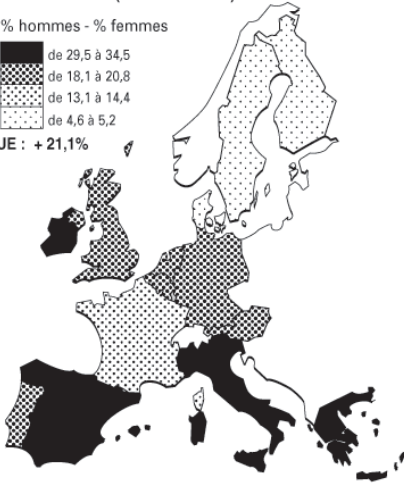 % hommes - % femmes
de 29,5 à 34,5
de 18,1 à 20,8
de 13,1 à 14,4
de 4,6 à 5,2
UE : + 21,1%